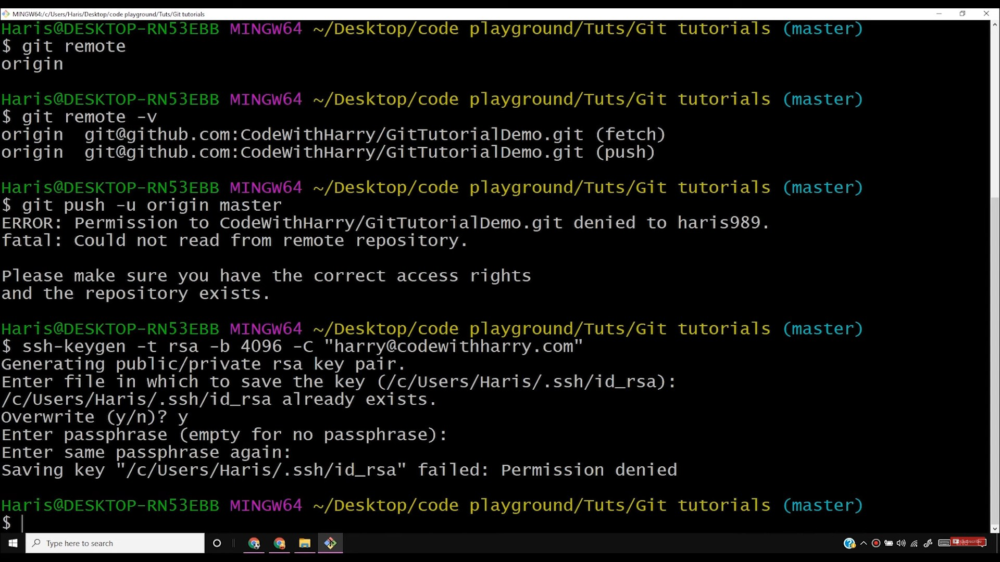 MINGW64:/c/Users/Haris/Desktop/code playground/Tuts/Git tutorials
Haris@DESKTOP-RN53EBB MINGW64 ~/Desktop/code playground/Tuts/Git tutorials (master)
$ git remote
origin
Haris@DESKTOP-RN53EBB MINGW64 ~/Desktop/code playground/Tuts/Git tutorials (master)
$ git remote -v
origin  git@github.com:CodeWithHarry/GitTutorialDemo.git (fetch)
origin  git@github.com:CodeWithHarry/GitTutorialDemo.git (push)
Haris@DESKTOP-RN53EBB MINGW64 ~/Desktop/code playground/Tuts/Git tutorials (master)
$ git push -u origin master
ERROR: Permission to CodeWithHarry/GitTutorialDemo.git denied to haris989.
fatal: Could not read from remote repository.
Please make sure you have the correct access rights
and the repository exists.
Haris@DESKTOP-RN53EBB MINGW64 ~/Desktop/code playground/Tuts/Git tutorials (master)
$ ssh-keygen -t rsa -b 4096 -C "harry@codewithharry.com"
Generating public/private rsa key pair.
Enter file in which to save the key (/c/Users/Haris/.ssh/id_rsa):
/c/Users/Haris/.ssh/id_rsa already exists.
Overwrite (y/n)? y
Enter passphrase (empty for no passphrase):
Enter same passphrase again:
Saving key "/c/Users/Haris/.ssh/id_rsa" failed: Permission denied
Haris@DESKTOP-RN53EBB MINGW64 ~/Desktop/code playground/Tuts/Git tutorials (master)
$
Type here to search
Subscribe